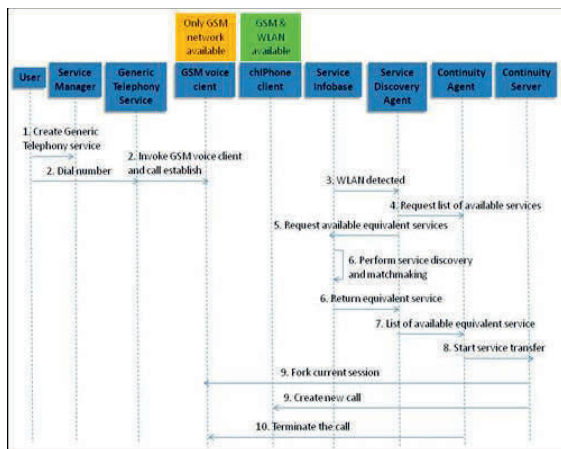 Only GSM
network
available
GSM &
WLAN
available
User
Service
Manager
Generic
Telephony
Service
GSM voice
cient
chIPhone
client
Service
Infobase
Service
Discovery
Agent
Continuity
Agent
Continuity
Server
1. Create Generic
Telephony service
2. Invoke GSM voice client
and call establish
2. Dial number
3. WLAN detected
4. Request list of available services
5. Request available equivalent services
6. Perform service discovery
and matchmaking
6. Return equivalent service
7. List of available equivalent service
8. Start service transfer
9. Fork current session
9. Create new call
10. Terminate the call